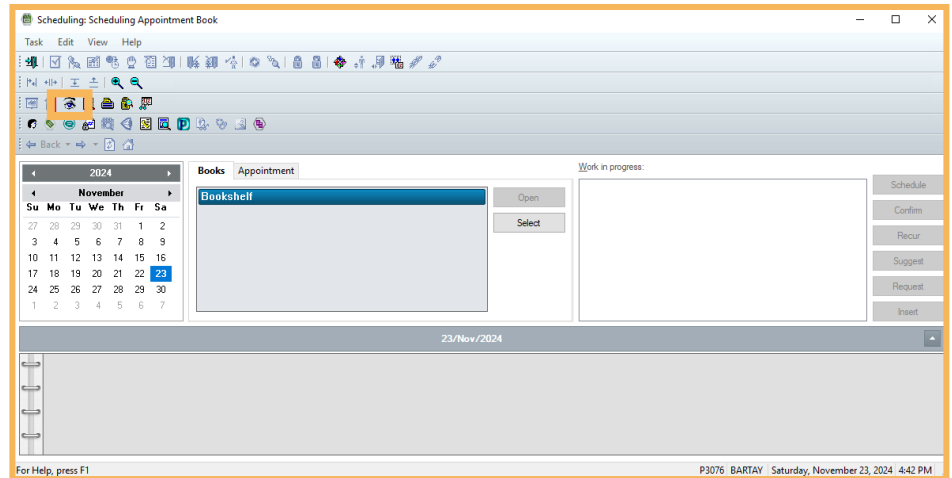 Scheduling: Scheduling Appointment Book
Task Edit View Help
Back
2024
November
Su Mo Tu We Th Fr Sa
27 28 29 30 31 1 2
3 4 5 6 7 8 9
10 11 12 13 14 15 16
17 18 19 20 21 22 23
24 25 26 27 28 29 30
1 2 3 4 5 6 7
Books Appointment
Bookshelf
Open
Select
Work in progress:
Schedule
Confirm
Recur
Suggest
Request
Insert
23/Nov/2024
For Help, press F1
P3076 BARTAY Saturday, November 23, 2024 4:42 PM